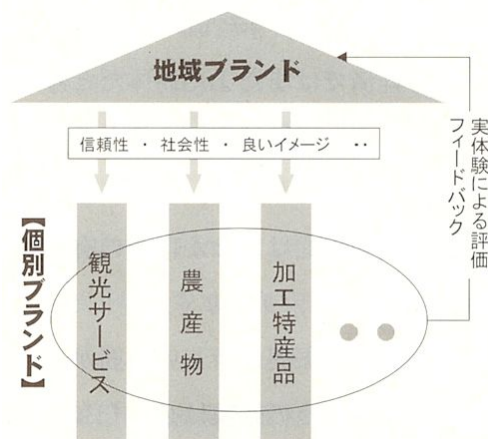 地域ブランド
信頼性 ・ 社会性 ・ 良いイメージ ・・
実体験による評価
フィードバック
【個別ブランド】
観光サービス
農産物
加工特産品